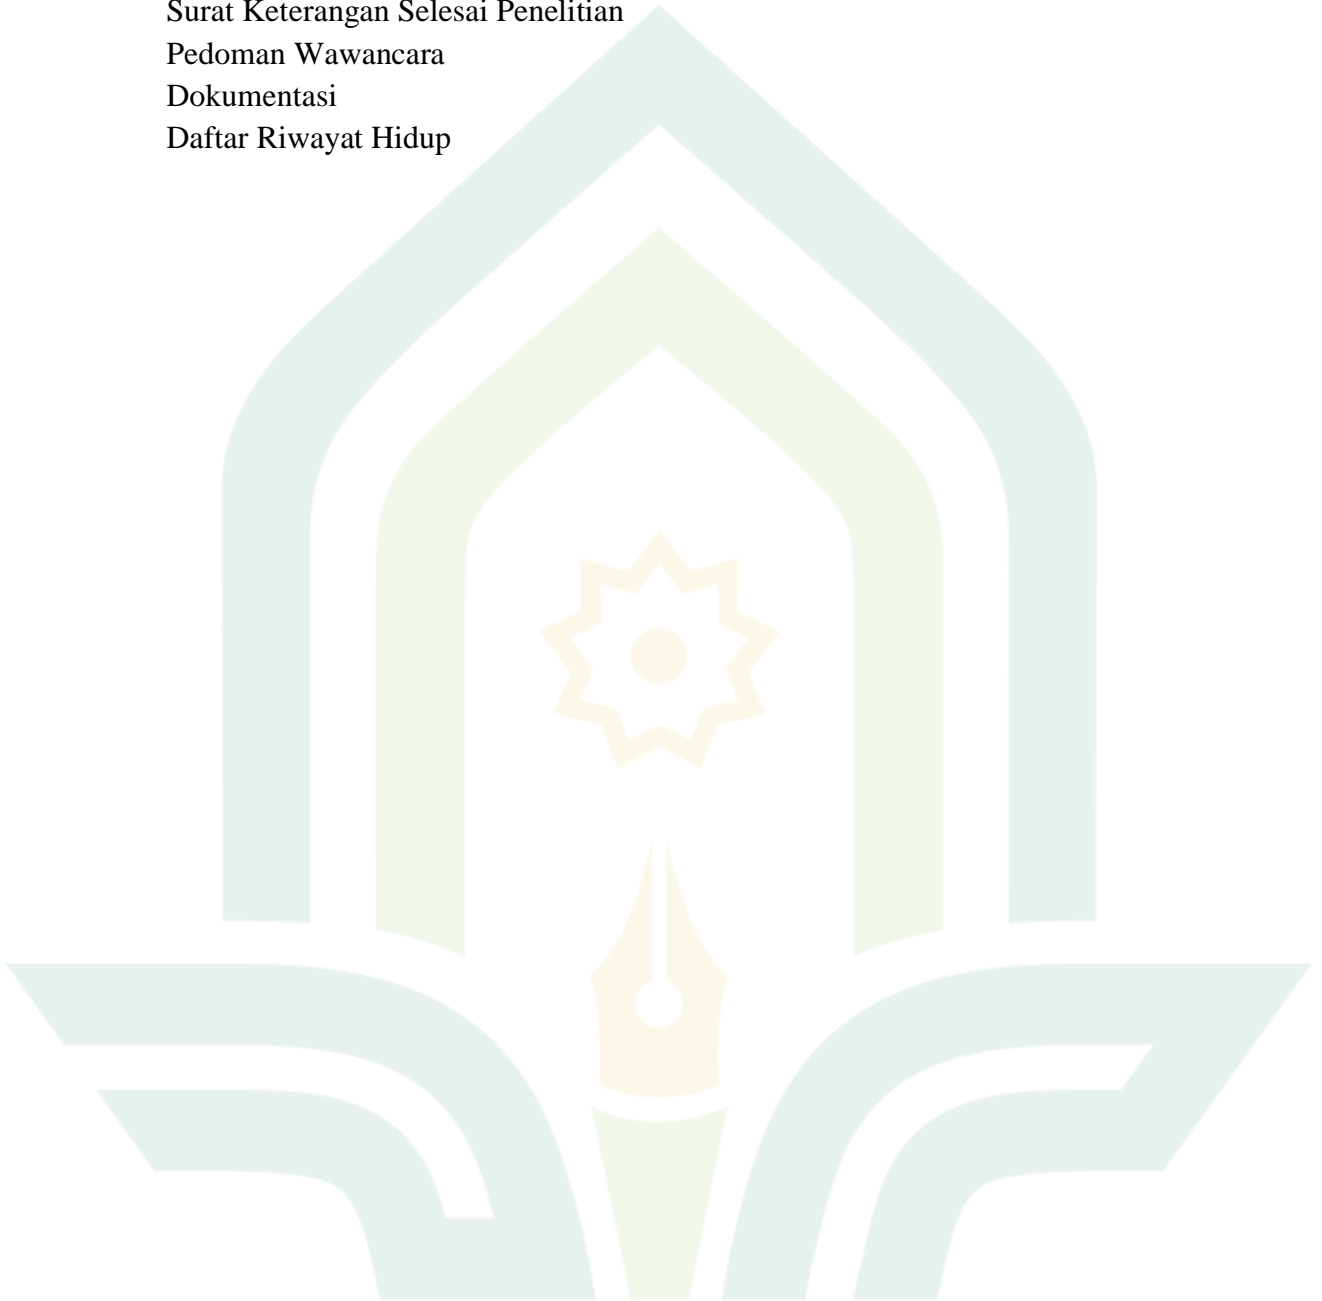 Surat Keterangan Selesai Penelitian
Pedoman Wawancara
Dokumentasi
Daftar Riwayat Hidup